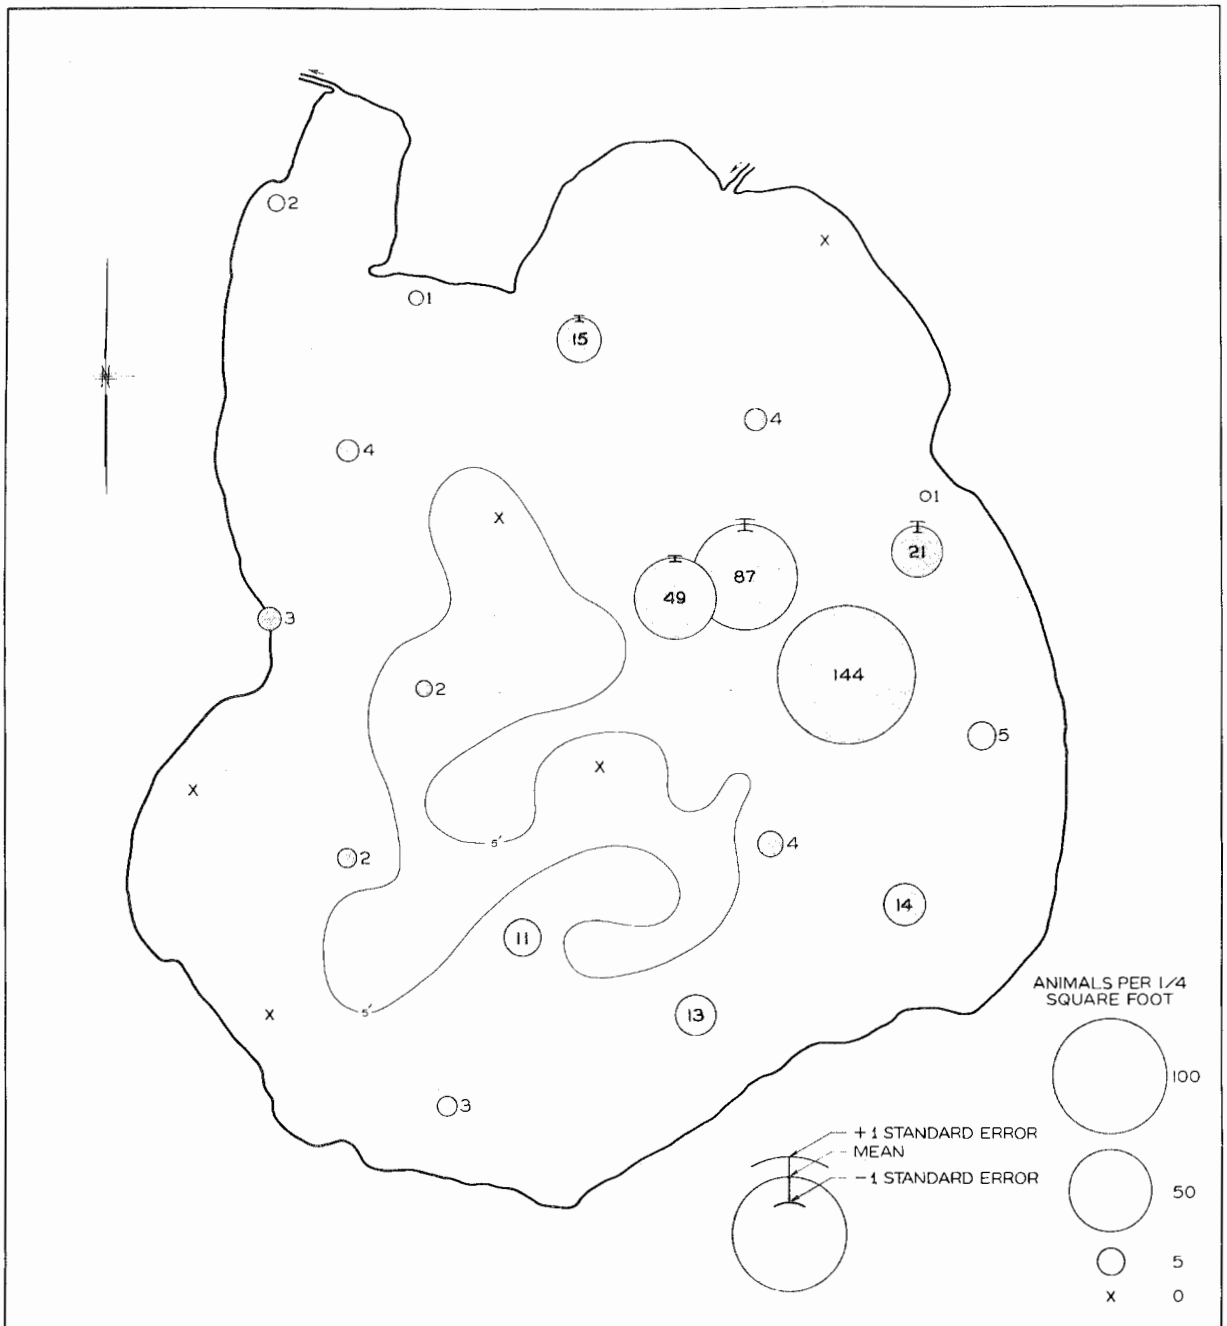 2
X
1
15
4
4
X
1
21
87
49
3
144
2
5
X
X
5'
4
2
14
11
5'
X
13
3
ANIMALS PER 1/4
SQUARE FOOT
100
+1 STANDARD ERROR
MEAN
-1 STANDARD ERROR
50
5
X 0
N